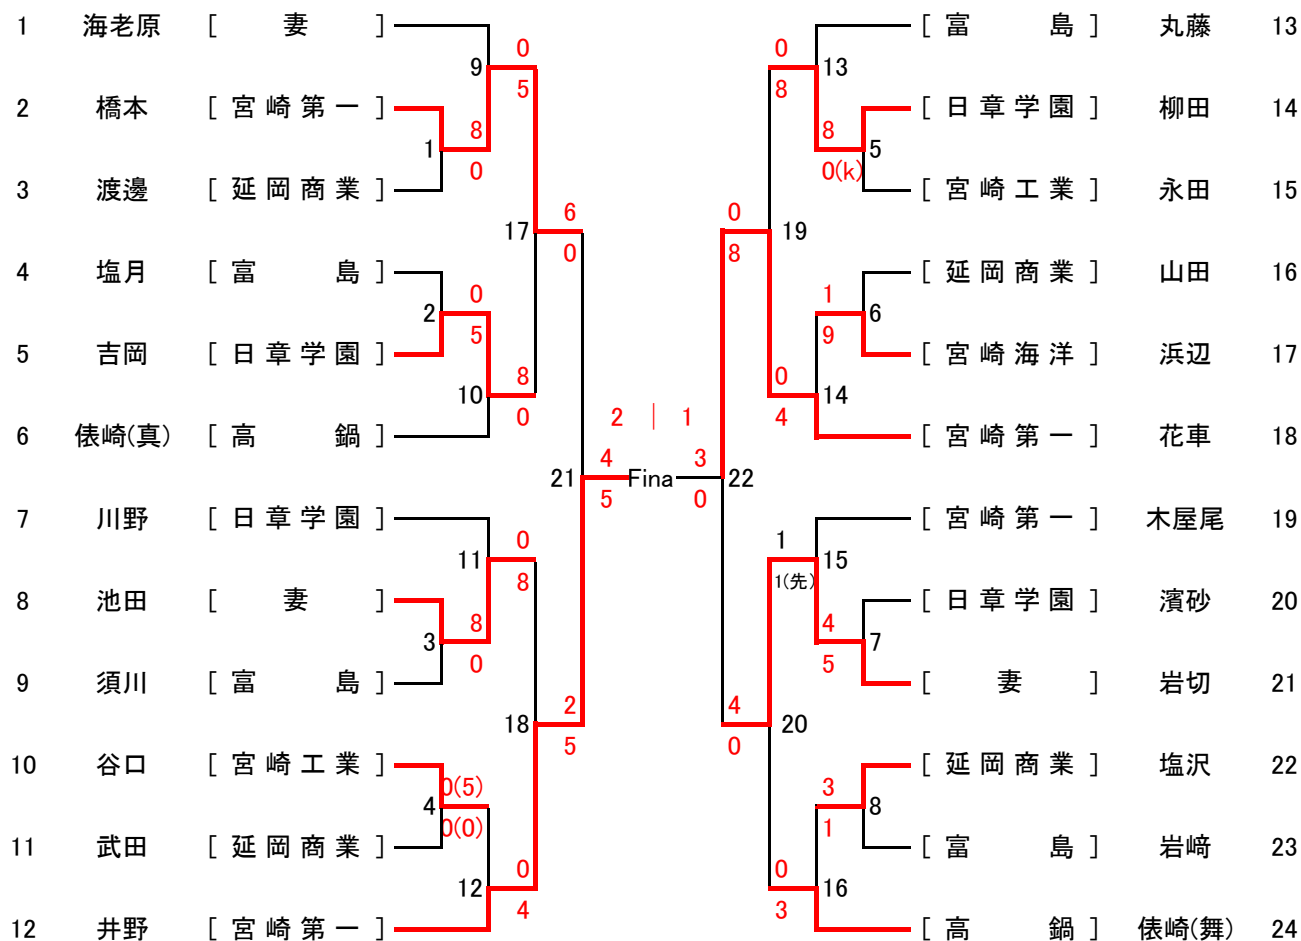 1 海老原 [ 妻 ]
0
9
5
2 橋本 [ 宮崎第一 ]
8
1
0
3 渡邊 [ 延岡商業 ]
6
17
0
4 塩月 [ 富 島 ]
0
2
5
5 吉岡 [ 日章学園 ]
8
10
0
6 俵崎(真) [ 高 鍋 ]
4
21
5
7 川野 [ 日章学園 ]
0
11
8
8 池田 [ 妻 ]
8
3
0
9 須川 [ 富 島 ]
2
18
5
10 谷口 [ 宮崎工業 ]
0(5)
4
0(0)
11 武田 [ 延岡商業 ]
0
12
4
12 井野 [ 宮崎第一 ]
2 | 1
Fina
[ 富 島 ] 丸藤 13
0
13
8
[ 日章学園 ] 柳田 14
8
5
0(k)
[ 宮崎工業 ] 永田 15
0
19
8
[ 延岡商業 ] 山田 16
1
6
9
[ 宮崎海洋 ] 浜辺 17
0
14
4
[ 宮崎第一 ] 花車 18
3
22
0
[ 宮崎第一 ] 木屋尾 19
1
15
1(先)
[ 日章学園 ] 濱砂 20
4
7
5
[ 妻 ] 岩切 21
4
20
0
[ 延岡商業 ] 塩沢 22
3
8
1
[ 富 島 ] 岩﨑 23
0
16
3
[ 高 鍋 ] 俵崎(舞) 24